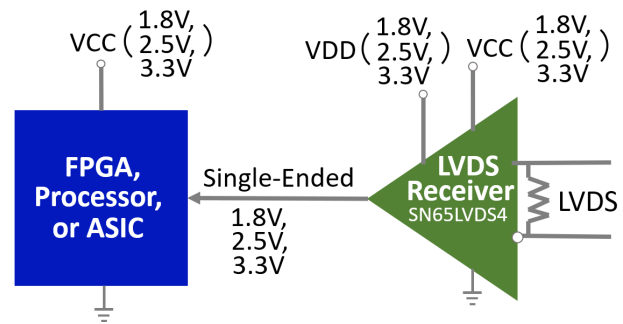 VCC ( 1.8V, 2.5V, 3.3V )
VDD ( 1.8V, 2.5V, 3.3V )
VCC ( 1.8V, 2.5V, 3.3V )
FPGA,
Processor,
or ASIC
Single-Ended
1.8V,
2.5V,
3.3V
LVDS
Receiver
SN65LVDS4
LVDS